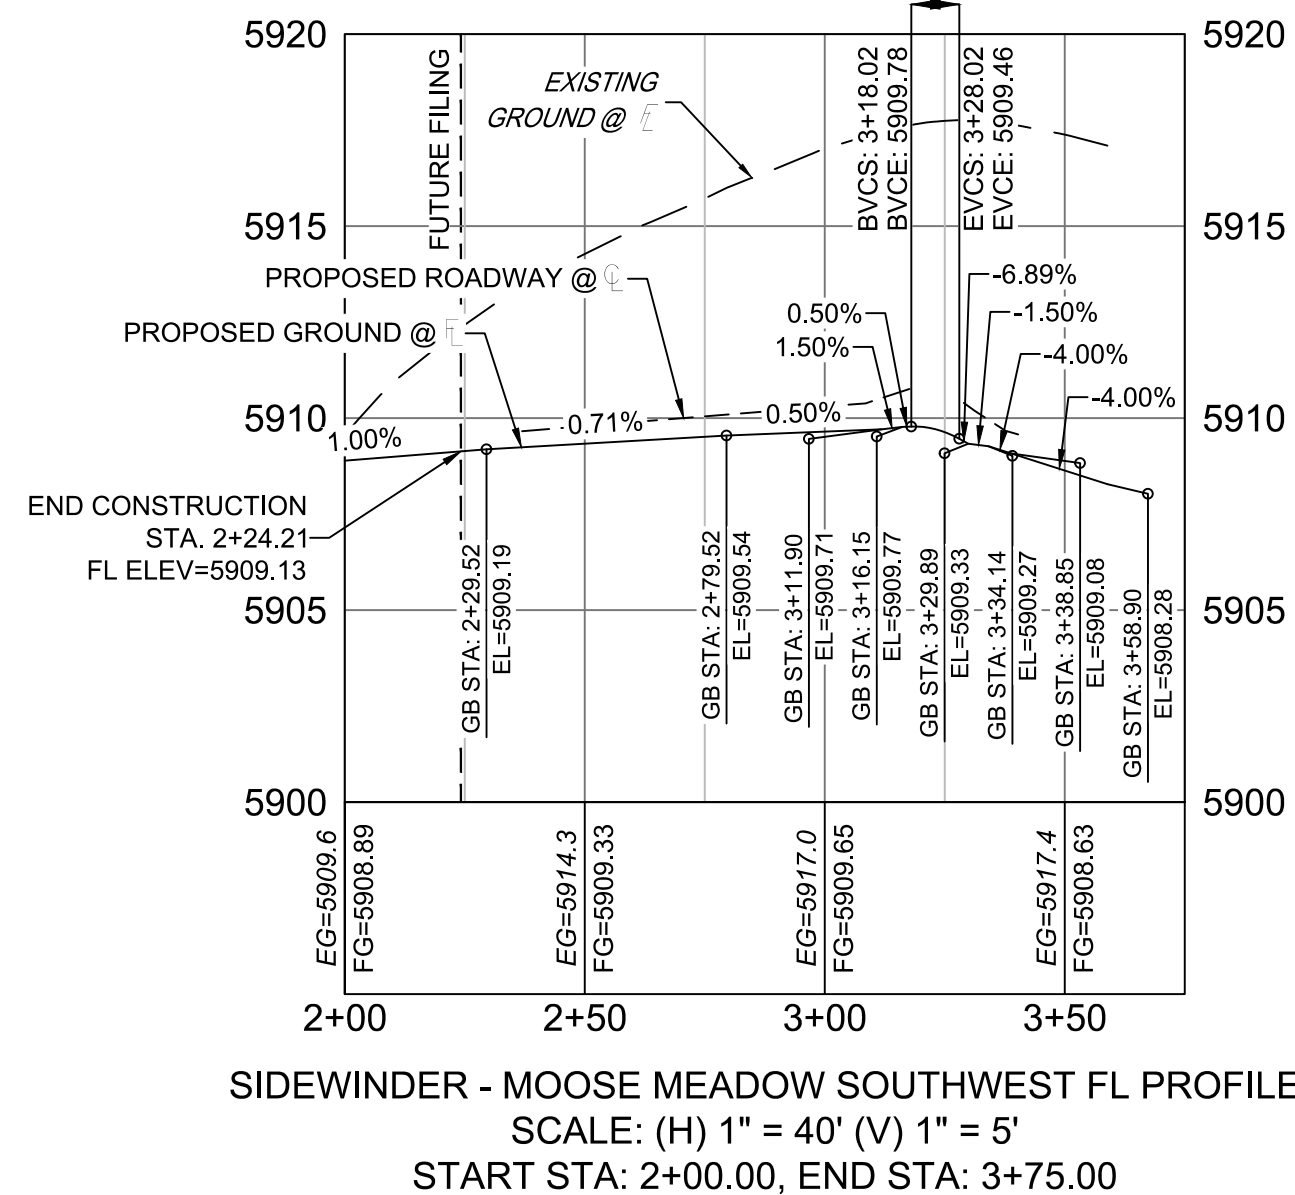 5920
5920
FUTURE FILING
EXISTING
GROUND @ FL
BVCS: 3+18.02
BVCE: 5909.78
EVCS: 3+28.02
EVCE: 5909.46
5915
5915
PROPOSED ROADWAY @ CL
PROPOSED GROUND @ FL
-6.89%
0.50%
-1.50%
1.50%
-4.00%
-4.00%
5910
5910
1.00%
0.71%
0.50%
END CONSTRUCTION
STA. 2+24.21
FL ELEV=5909.13
GB STA: 2+29.52
EL=5909.19
GB STA: 2+79.52
EL=5909.54
GB STA: 3+11.90
EL=5909.71
GB STA: 3+16.15
EL=5909.77
GB STA: 3+29.89
EL=5909.33
GB STA: 3+34.14
EL=5909.27
GB STA: 3+38.85
EL=5909.08
GB STA: 3+58.90
EL=5908.28
5905
5905
5900
5900
EG=5909.6
FG=5908.89
EG=5914.3
FG=5909.33
EG=5917.0
FG=5909.65
EG=5917.4
FG=5908.63
2+00
2+50
3+00
3+50
SIDEWINDER - MOOSE MEADOW SOUTHWEST FL PROFILE
SCALE: (H) 1" = 40' (V) 1" = 5'
START STA: 2+00.00, END STA: 3+75.00